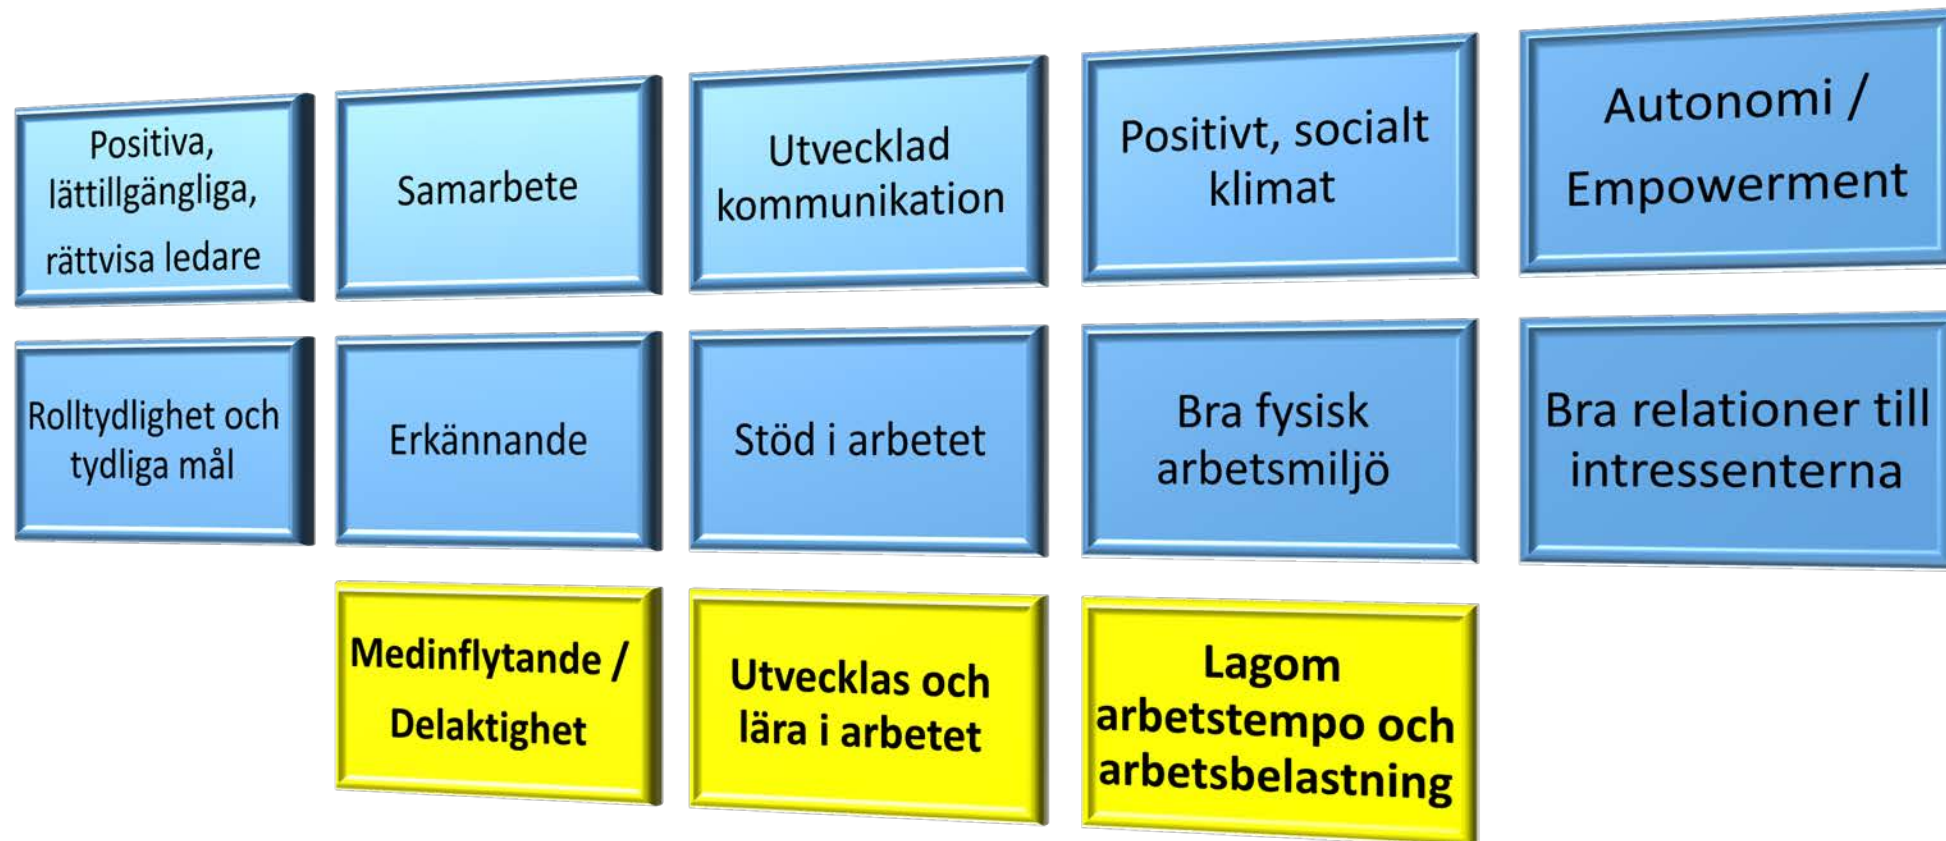 Positiva,
lättillgängliga,
rättvisa ledare
Samarbete
Utvecklad
kommunikation
Positivt, socialt
klimat
Autonomi /
Empowerment
Rolltydlighet och
tydliga mål
Erkännande
Stöd i arbetet
Bra fysisk
arbetsmiljö
Bra relationer till
intressenterna
Medinflytande /
Delaktighet
Utvecklas och
lära i arbetet
Lagom
arbetstempo och
arbetsbelastning